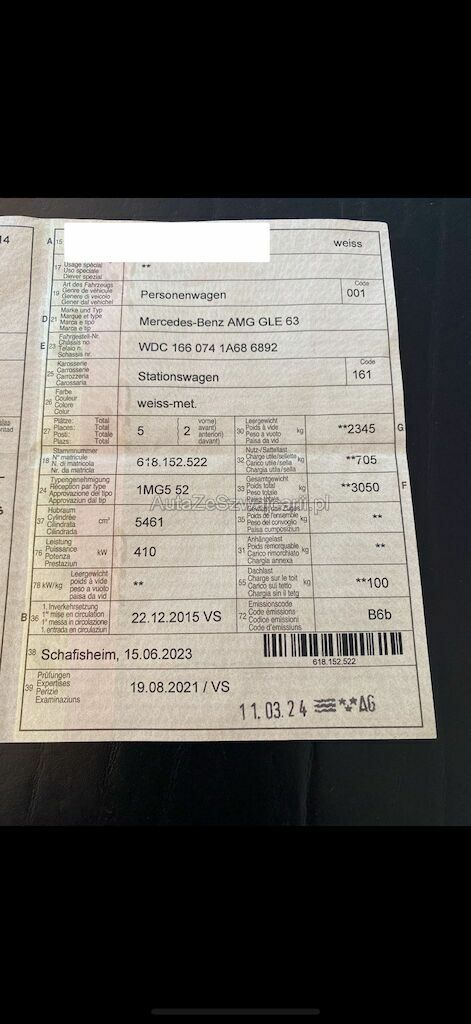 14
A 15 weiss
17 Usage spécial
Uso speciale
Diever spezial
**
19 Art des Fahrzeugs
Genre de véhicule
Genere di veicolo
Gener dal vehichel
Personenwagen
Code
001
D 21 Marke und Typ
Marque et type
Marca e tipo
Marca e tip
Mercedes-Benz AMG GLE 63
E 23 Fahrgestell-Nr.
Châssis no
Telaio n.
Schassis nr.
WDC 166 074 1A68 6892
25 Karosserie
Carrosserie
Carrozzeria
Carossaria
Stationswagen
Code
161
26 Farbe
Couleur
Colore
Colur
weiss-met.
27 Plätze: Total
Places: Total
Posti: Totale
Plazs: Total
5 ( 2 vorne)
avant)
anteriori)
davant)
30 Leergewicht
Poids à vide
Peso a vuoto
Paisa da vid
kg
**2345 G
18 Stammnummer
N° matricule
N. di matricola
Nr. da matricla
618.152.522
32 Nutz-/Sattellast
Charge utile/sellette
Carico utile/sella
Chargia utile/sella
kg
**705
24 Typengenehmigung
Réception par type
Approvazione del tipo
Approvaziun dal tip
1MG5 52
33 Gesamtgewicht
Poids total
Peso totale
kg
**3050 F
AutaZeSzwajcarii.pl
37 Hubraum
Cylindrée
Cilindrata
Cilindrada
cm³
5461
35
Poids de l'ensemble
Peso del convoglio
Paisa cumposiziun
kg
**
76 Leistung
Puissance
Potenza
Prestaziun
kW
410
31 Anhängelast
Poids remorquable
Carico rimorchiato
Chargia annexa
kg
**
78 kW/kg Leergewicht
poids à vide
peso a vuoto
paisa da vid
**
55 Dachlast
Charge sur le toit
Carico sul tetto
Chargia sin il tetg
kg
**100
B 36 1. Inverkehrsetzung
1re mise en circulation
1a messa in circolazione
1. entrada en circulaziun
22.12.2015 VS
72 Emissionscode
Code émissions
Codice emissioni
Code d'emissiuns
B6b
38 Schafisheim, 15.06.2023
618.152.522
39 Prüfungen
Expertises
Perizie
Examinaziuns
19.08.2021 / VS
11.03.24 AG